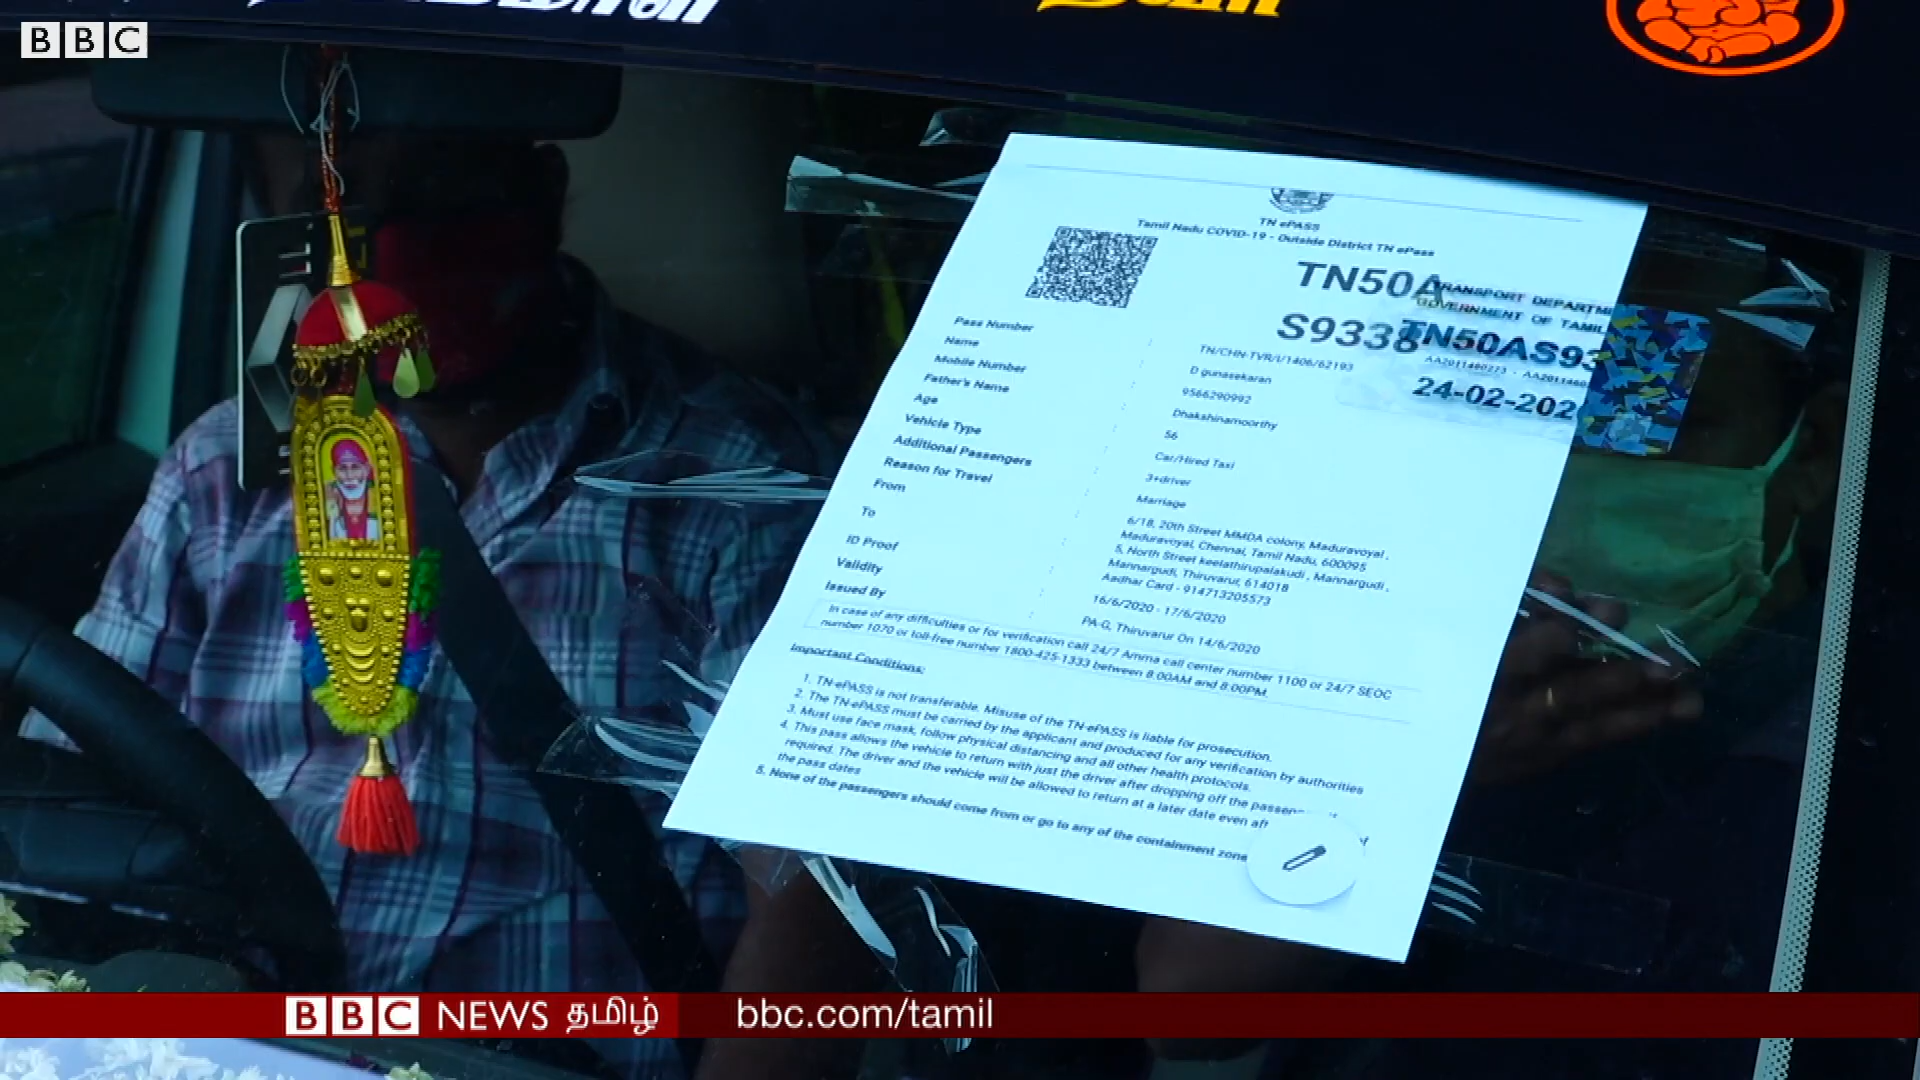 BBC
TN ePASS
Tamil Nadu COVID-19 - Outside District TN ePass
TN50A
S9338
TRANSPORT
GOVERNMENT OF TAMIL
TN50AS93
24-02-202
Pass Number : TN/CHN-TVR/I/1406/62193
Name : D gunasekaran
Mobile Number : 9566290992
Father's Name : Dhakshinamoorthy
Age : 56
Vehicle Type : Car/Hired Taxi
Additional Passengers : 3+driver
Reason for Travel : Marriage
From : 6/18, 20th Street MMDA colony, Maduravoyal ,
Maduravoyal, Chennai, Tamil Nadu, 600095
To : 5, North Street keelathirupalakudi , Mannargudi ,
Mannargudi, Thiruvarur, 614018
ID Proof : Aadhar Card - 914713205573
Validity : 16/6/2020 - 17/6/2020
Issued By : PA-G, Thiruvarur On 14/6/2020
In case of any difficulties or for verification call 24/7 Amma call center number 1100 or 24/7 SEOC
number 1070 or toll-free number 1800-425-1333 between 8:00AM and 8:00PM.
Important Conditions:
1. TN-ePASS is not transferable. Misuse of the TN-ePASS is liable for prosecution.
2. The TN-ePASS must be carried by the applicant and produced for any verification by authorities
3. Must use face mask, follow physical distancing and all other health protocols.
4. This pass allows the vehicle to return with just the driver after dropping off the
required. The driver and the vehicle will be allowed to return at a later date even
the pass dates
5. None of the passengers should come from or go to any of the containment
BBC NEWS தமிழ் bbc.com/tamil